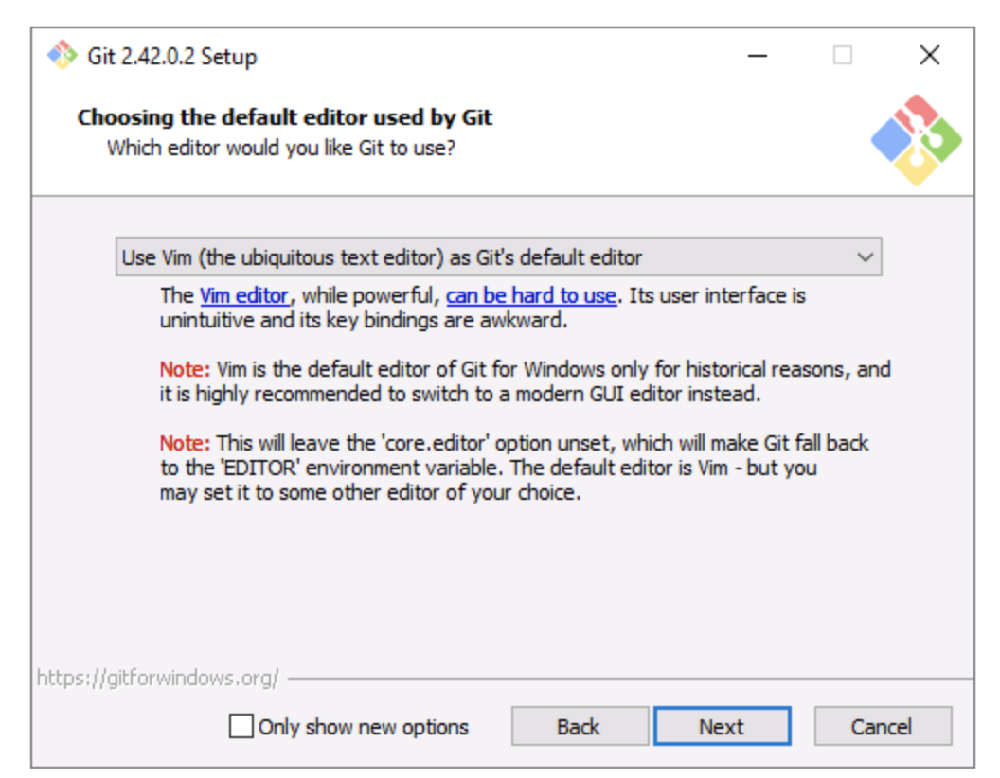 Git 2.42.0.2 Setup
Choosing the default editor used by Git
Which editor would you like Git to use?
Use Vim (the ubiquitous text editor) as Git's default editor
The Vim editor, while powerful, can be hard to use. Its user interface is
unintuitive and its key bindings are awkward.
Note: Vim is the default editor of Git for Windows only for historical reasons, and
it is highly recommended to switch to a modern GUI editor instead.
Note: This will leave the 'core.editor' option unset, which will make Git fall back
to the 'EDITOR' environment variable. The default editor is Vim - but you
may set it to some other editor of your choice.
https://gitforwindows.org/
Only show new options Back Next Cancel